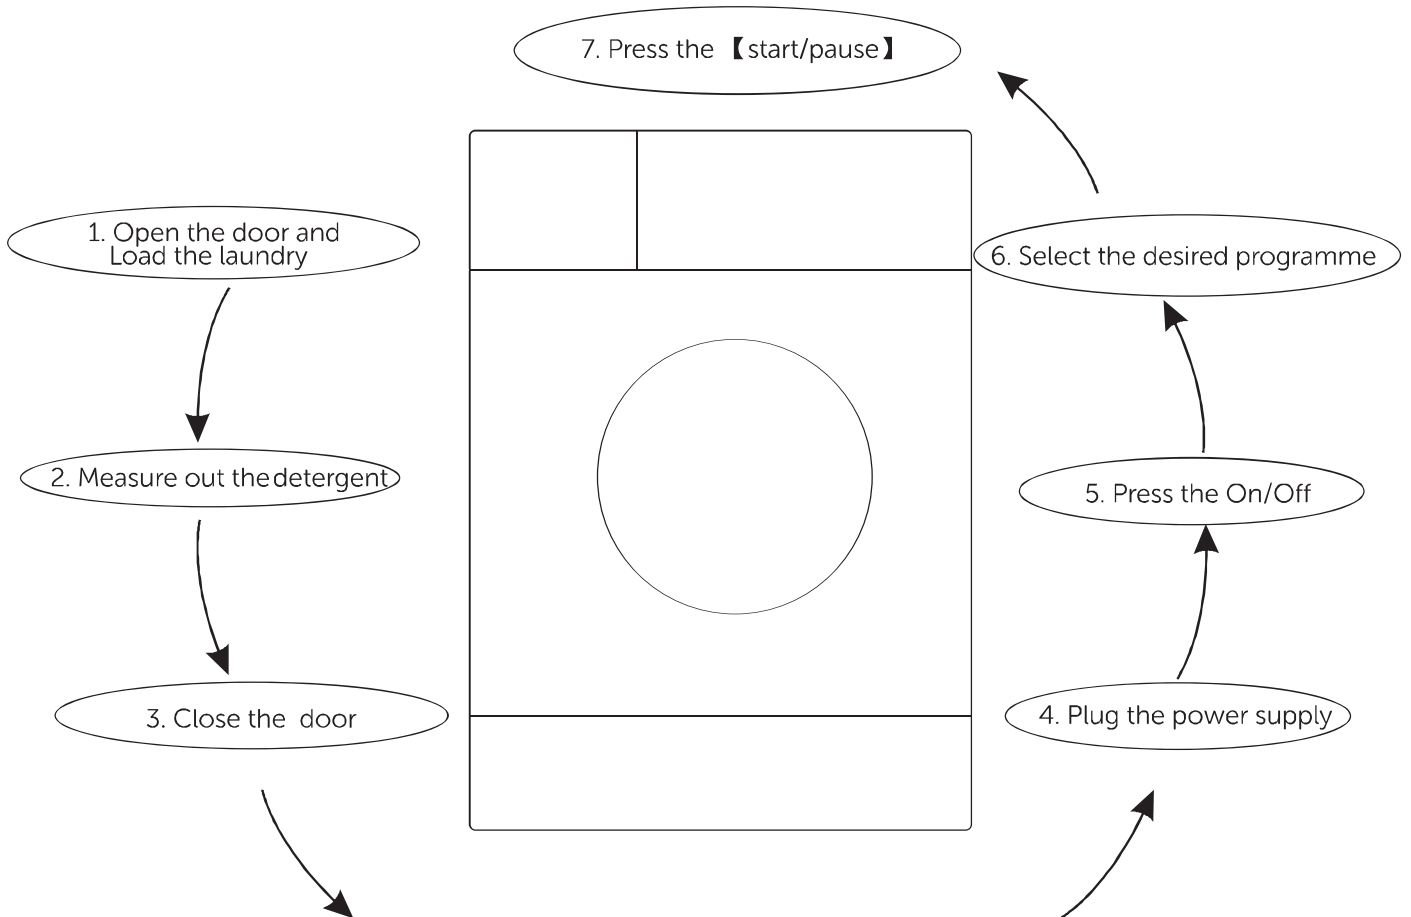 7. Press the 【start/pause】
1. Open the door and
Load the laundry
2. Measure out the detergent
3. Close the door
4. Plug the power supply
5. Press the On/Off
6. Select the desired programme